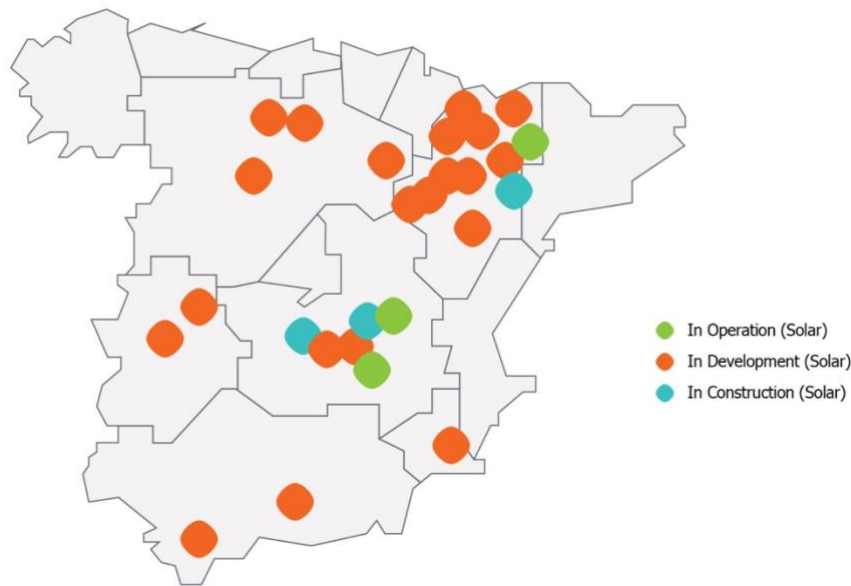 In Operation (Solar)
In Development (Solar)
In Construction (Solar)